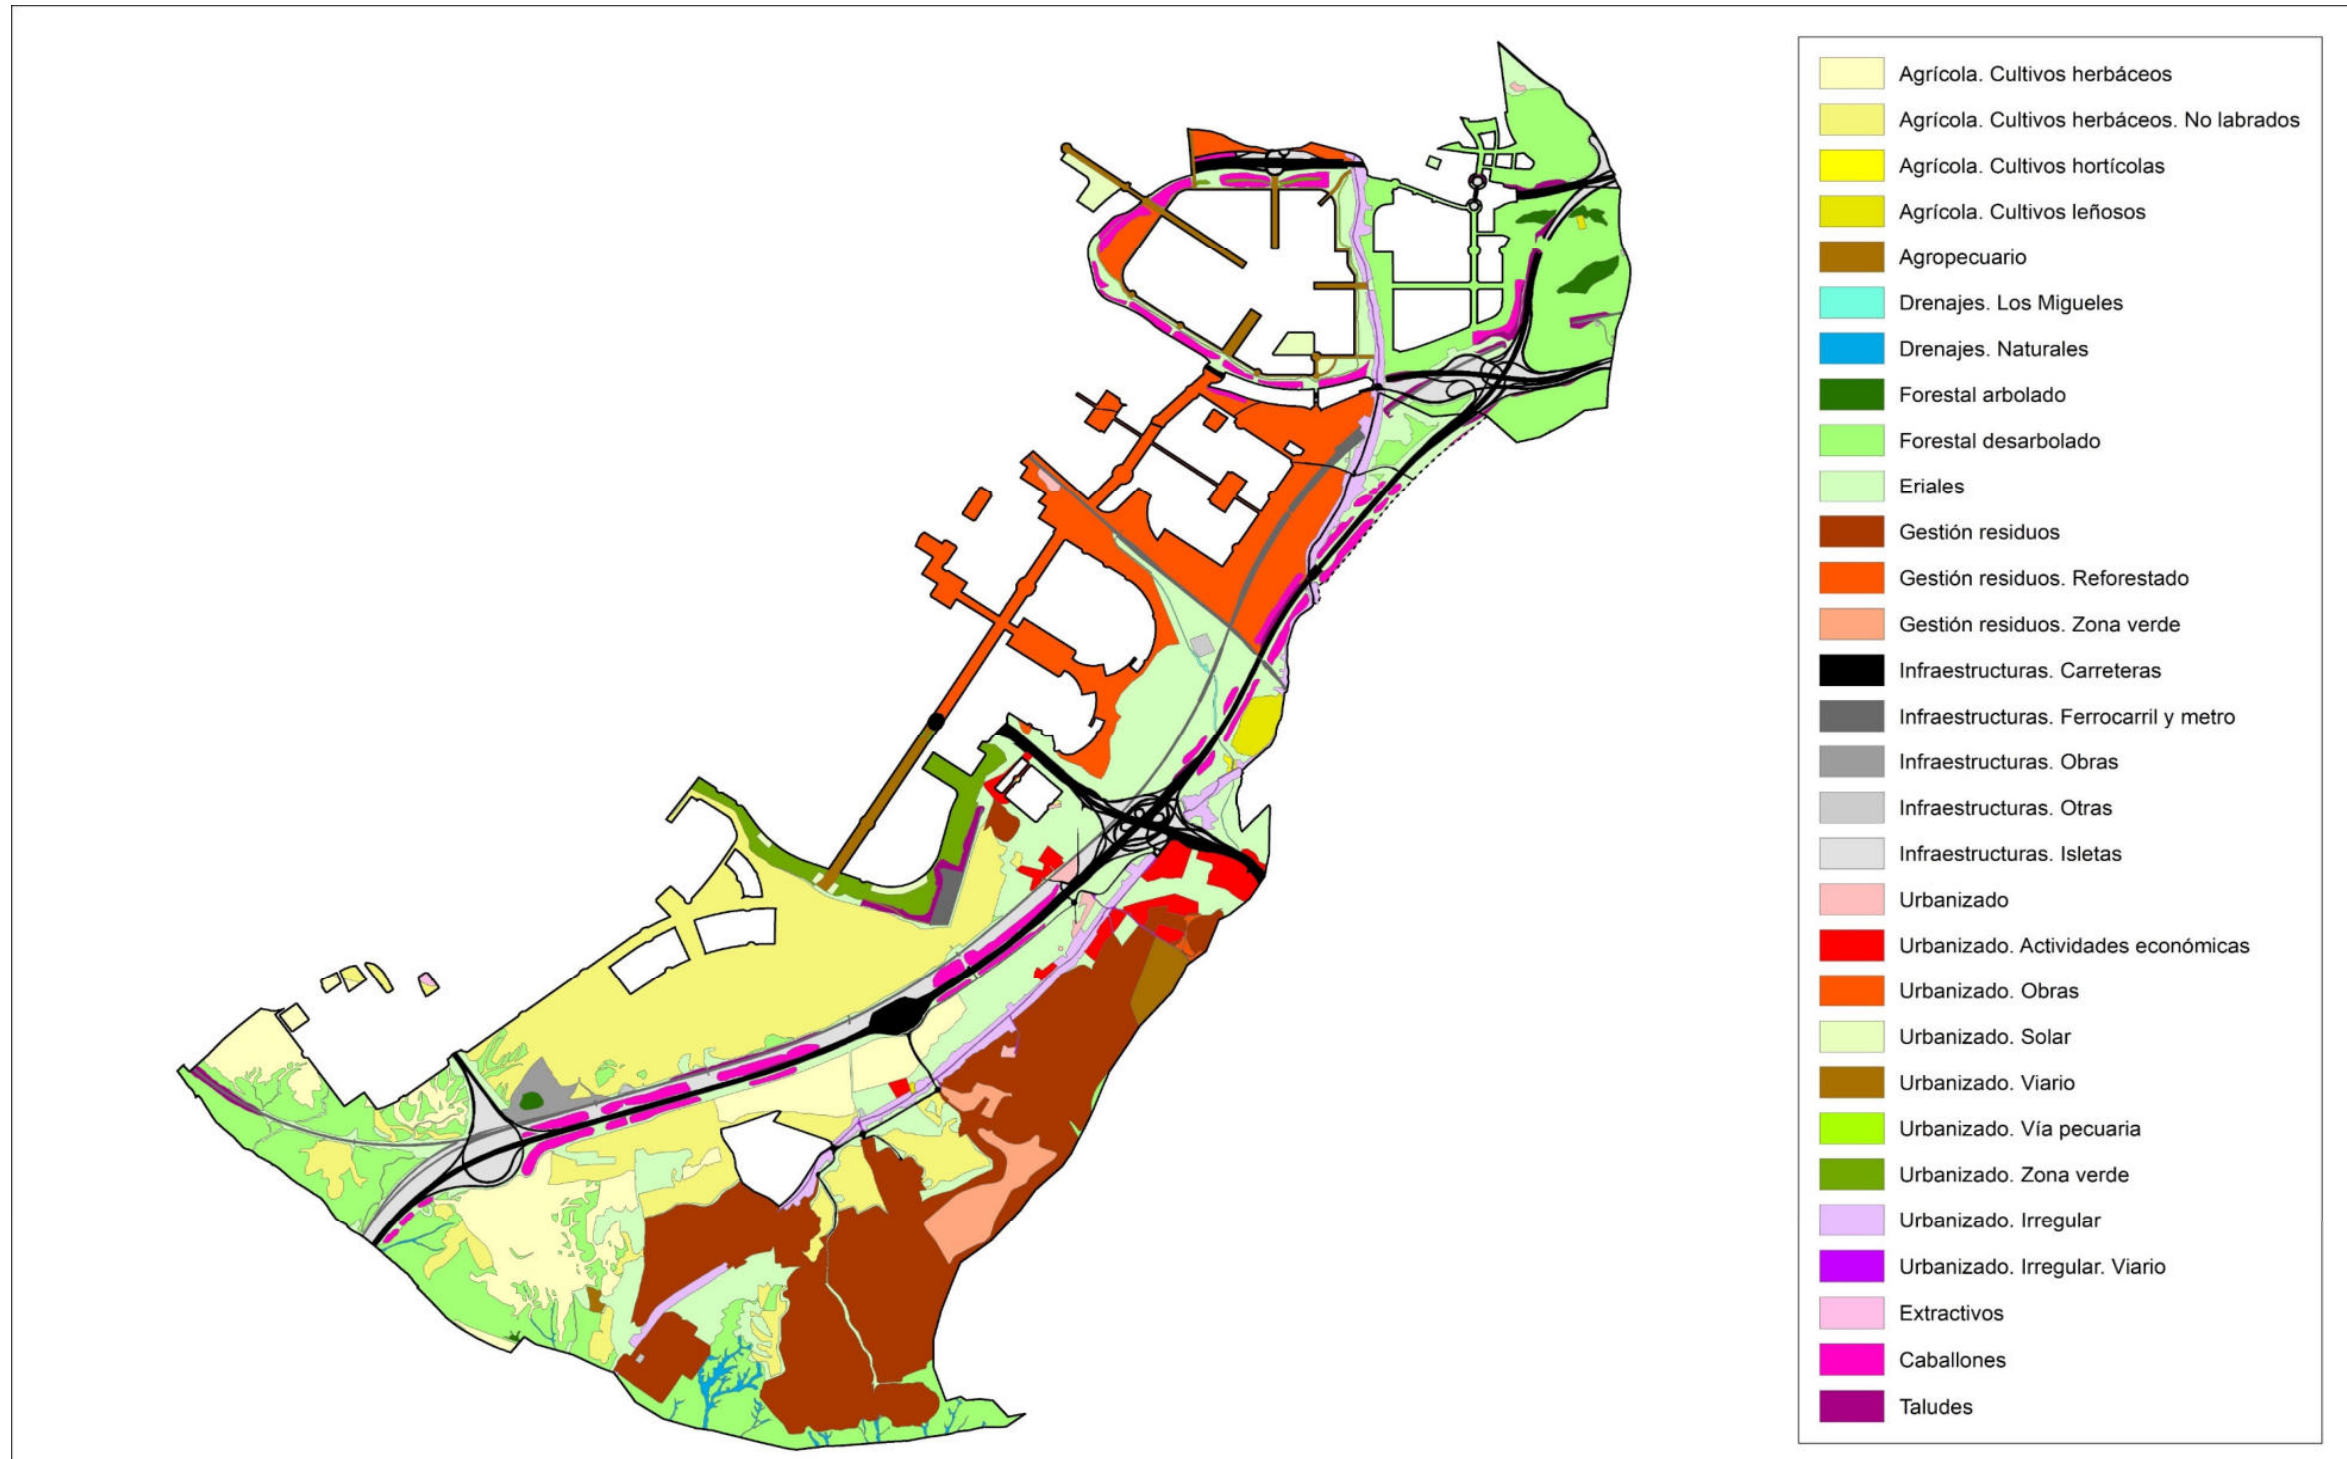 Agrícola. Cultivos herbáceos
Agrícola. Cultivos herbáceos. No labrados
Agrícola. Cultivos hortícolas
Agrícola. Cultivos leñosos
Agropecuario
Drenajes. Los Migueles
Drenajes. Naturales
Forestal arbolado
Forestal desarbolado
Eriales
Gestión residuos
Gestión residuos. Reforestado
Gestión residuos. Zona verde
Infraestructuras. Carreteras
Infraestructuras. Ferrocarril y metro
Infraestructuras. Obras
Infraestructuras. Otras
Infraestructuras. Isletas
Urbanizado
Urbanizado. Actividades económicas
Urbanizado. Obras
Urbanizado. Solar
Urbanizado. Viario
Urbanizado. Vía pecuaria
Urbanizado. Zona verde
Urbanizado. Irregular
Urbanizado. Irregular. Viario
Extractivos
Caballones
Taludes